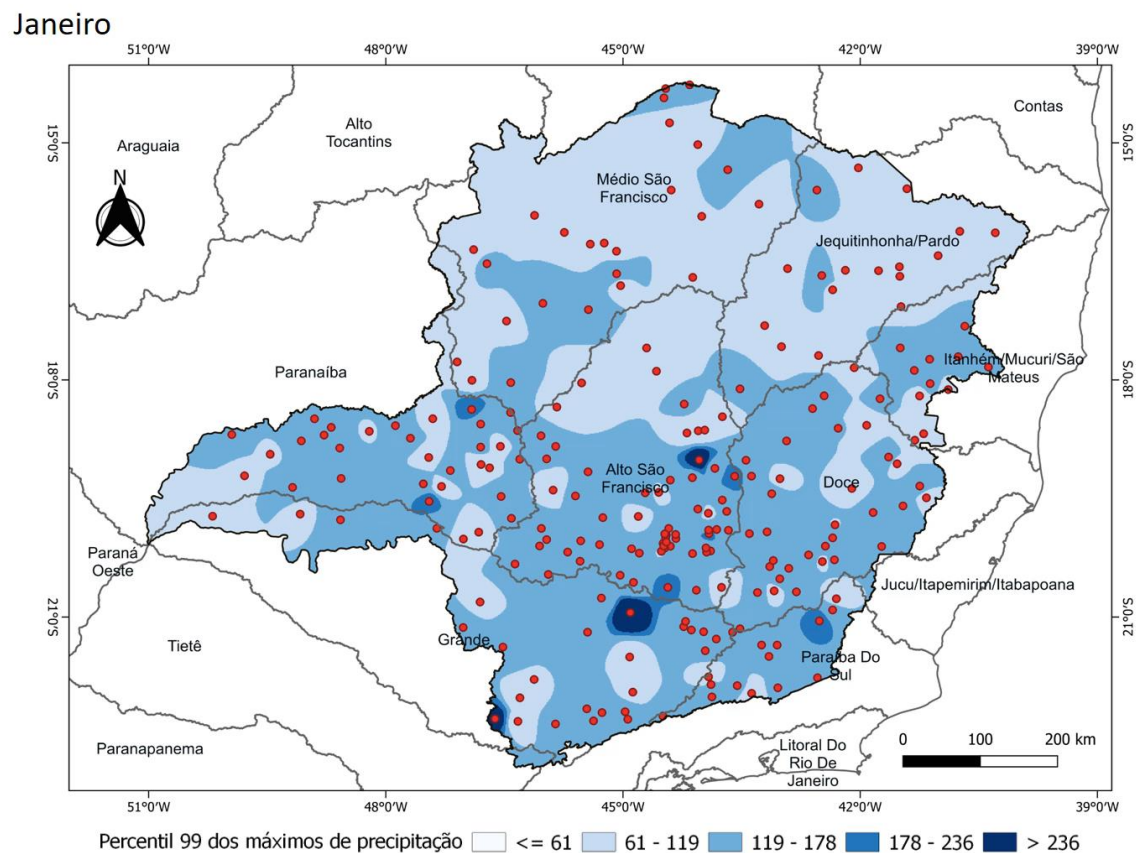 Janeiro
51°0'W 48°0'W 45°0'W 42°0'W 39°0'W
Contas
Alto
Tocantins
Araguaia
15°0'S
15°0'S
N
Médio São
Francisco
Jequitinhonha/Pardo
Itanhém/Mucuri/São
Mateus
18°0'S
18°0'S
Paranaíba
Alto São
Francisco
Doce
Paraná
Oeste
Jucu/Itapemirim/Itabapoana
21°0'S
21°0'S
Tietê
Grande
Paraíba Do
Sul
Paranapanema
Litoral Do
Rio De
Janeiro
0 100 200 km
51°0'W 48°0'W 45°0'W 42°0'W 39°0'W
Percentil 99 dos máximos de precipitação <= 61 61 - 119 119 - 178 178 - 236 > 236